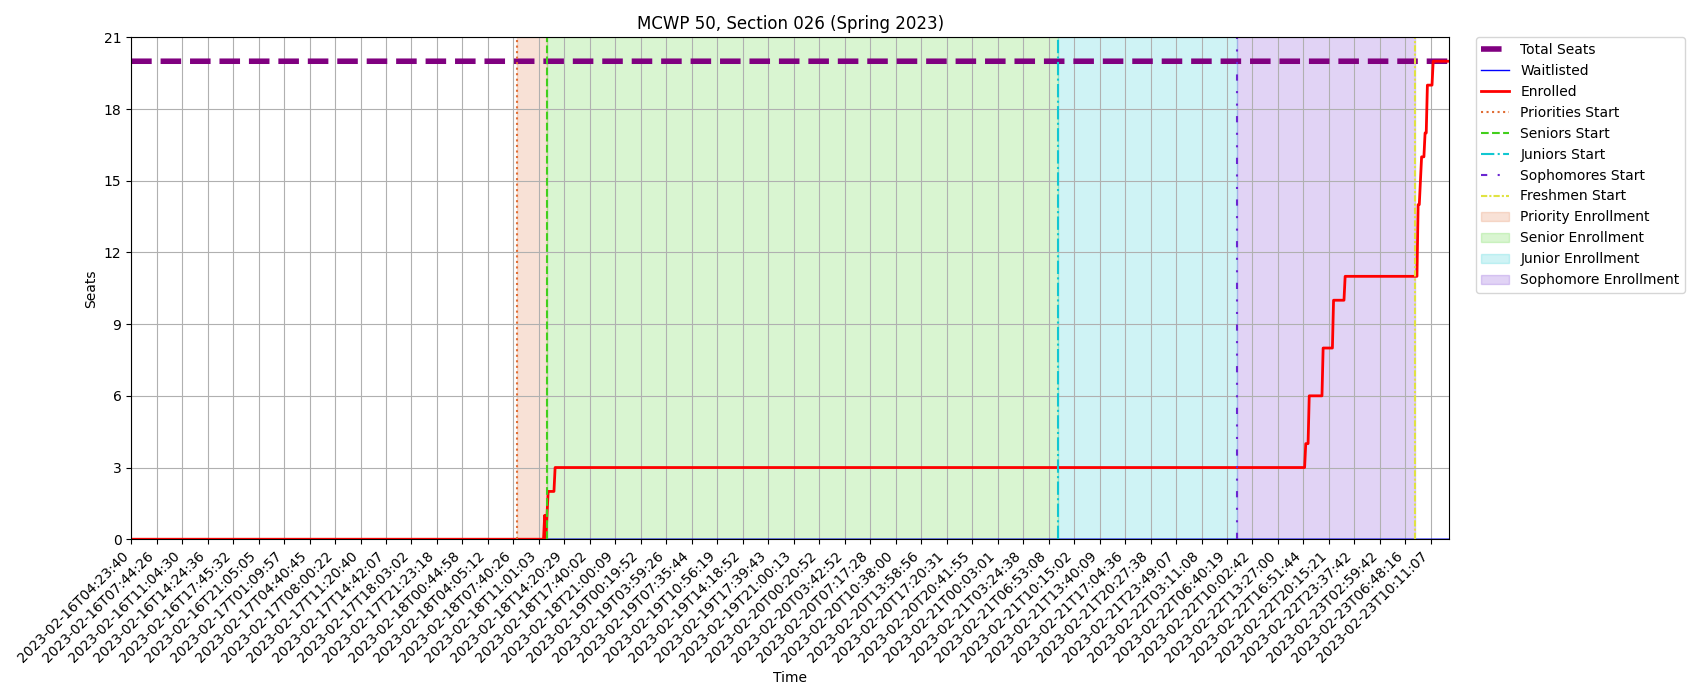 MCWP 50, Section 026 (Spring 2023)
Seats
21
18
15
12
9
6
3
0
2023-02-16T04:23:40
2023-02-16T07:44:26
2023-02-16T11:04:30
2023-02-16T14:24:36
2023-02-16T17:45:32
2023-02-16T21:05:05
2023-02-17T01:09:57
2023-02-17T04:40:45
2023-02-17T08:00:22
2023-02-17T11:20:40
2023-02-17T14:42:07
2023-02-17T18:03:02
2023-02-17T21:23:18
2023-02-18T00:44:58
2023-02-18T04:05:12
2023-02-18T07:40:26
2023-02-18T11:01:03
2023-02-18T14:20:29
2023-02-18T17:40:02
2023-02-18T21:00:09
2023-02-19T00:19:52
2023-02-19T03:59:26
2023-02-19T07:35:44
2023-02-19T10:56:19
2023-02-19T14:18:52
2023-02-19T17:39:43
2023-02-19T21:00:13
2023-02-20T00:20:52
2023-02-20T03:42:52
2023-02-20T07:17:28
2023-02-20T10:38:00
2023-02-20T13:58:56
2023-02-20T17:20:31
2023-02-20T20:41:55
2023-02-21T00:03:01
2023-02-21T03:24:38
2023-02-21T06:53:08
2023-02-21T10:15:02
2023-02-21T13:40:09
2023-02-21T17:04:36
2023-02-21T20:27:38
2023-02-21T23:49:07
2023-02-22T03:11:08
2023-02-22T06:40:19
2023-02-22T10:02:42
2023-02-22T13:27:00
2023-02-22T16:51:44
2023-02-22T20:15:21
2023-02-22T23:37:42
2023-02-23T02:59:42
2023-02-23T06:48:16
2023-02-23T10:11:07
Time
Total Seats
Waitlisted
Enrolled
Priorities Start
Seniors Start
Juniors Start
Sophomores Start
Freshmen Start
Priority Enrollment
Senior Enrollment
Junior Enrollment
Sophomore Enrollment